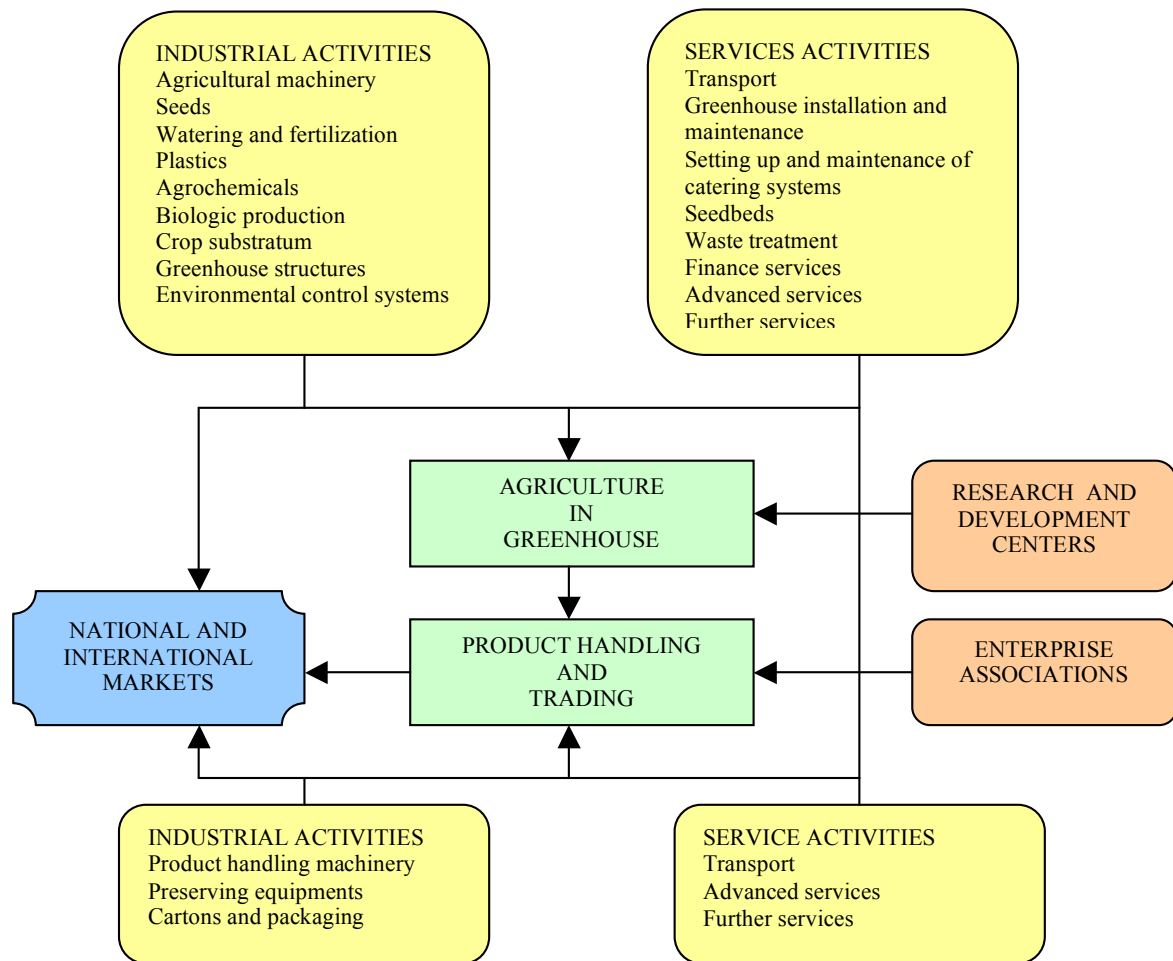 INDUSTRIAL ACTIVITIES
Agricultural machinery
Seeds
Watering and fertilization
Plastics
Agrochemicals
Biologic production
Crop substratum
Greenhouse structures
Environmental control systems
SERVICES ACTIVITIES
Transport
Greenhouse installation and
maintenance
Setting up and maintenance of
catering systems
Seedbeds
Waste treatment
Finance services
Advanced services
Further services
AGRICULTURE
IN
GREENHOUSE
RESEARCH AND
DEVELOPMENT
CENTERS
NATIONAL AND
INTERNATIONAL
MARKETS
PRODUCT HANDLING
AND
TRADING
ENTERPRISE
ASSOCIATIONS
INDUSTRIAL ACTIVITIES
Product handling machinery
Preserving equipments
Cartons and packaging
SERVICE ACTIVITIES
Transport
Advanced services
Further services